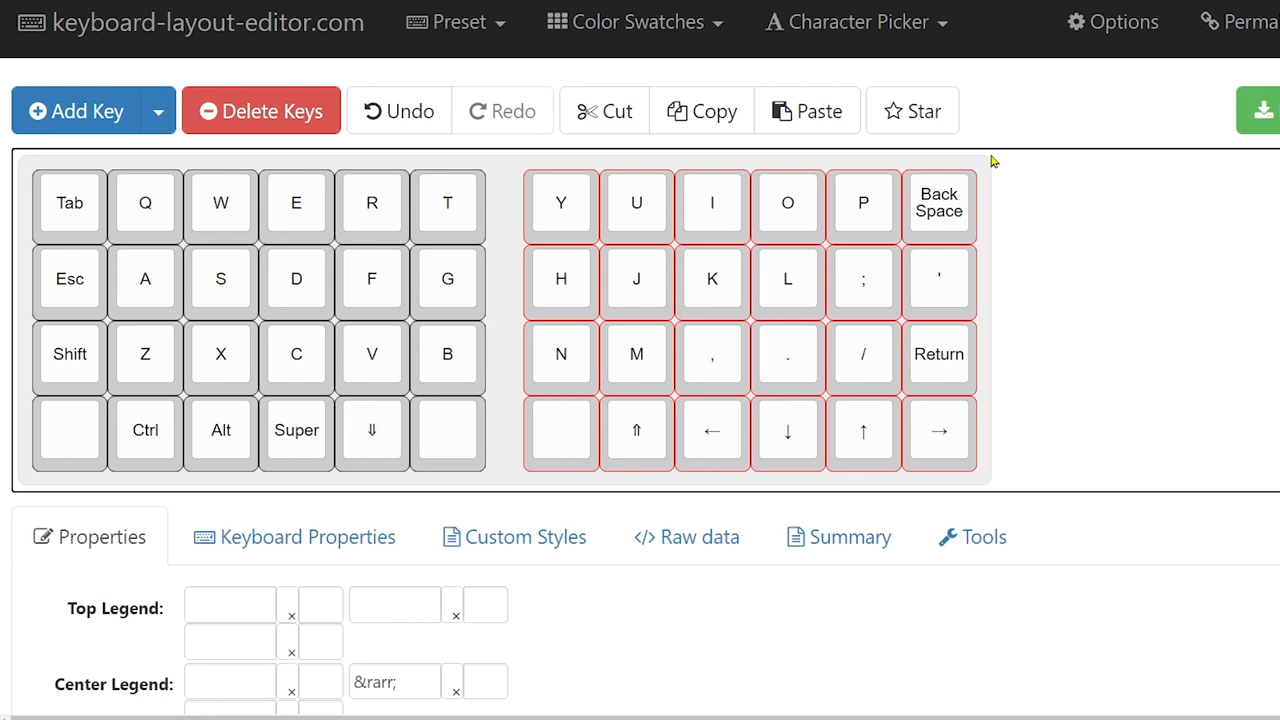 keyboard-layout-editor.com Preset Color Swatches Character Picker Options Perma
Add Key Delete Keys Undo Redo Cut Copy Paste Star
Tab Q W E R T Y U I O P Back Space
Esc A S D F G H J K L ; '
Shift Z X C V B N M , . / Return
Ctrl Alt Super ⇓ ⇑ ← ↓ ↑ →
Properties Keyboard Properties Custom Styles </> Raw data Summary Tools
Top Legend: × ×
×
Center Legend: × &rarr; ×